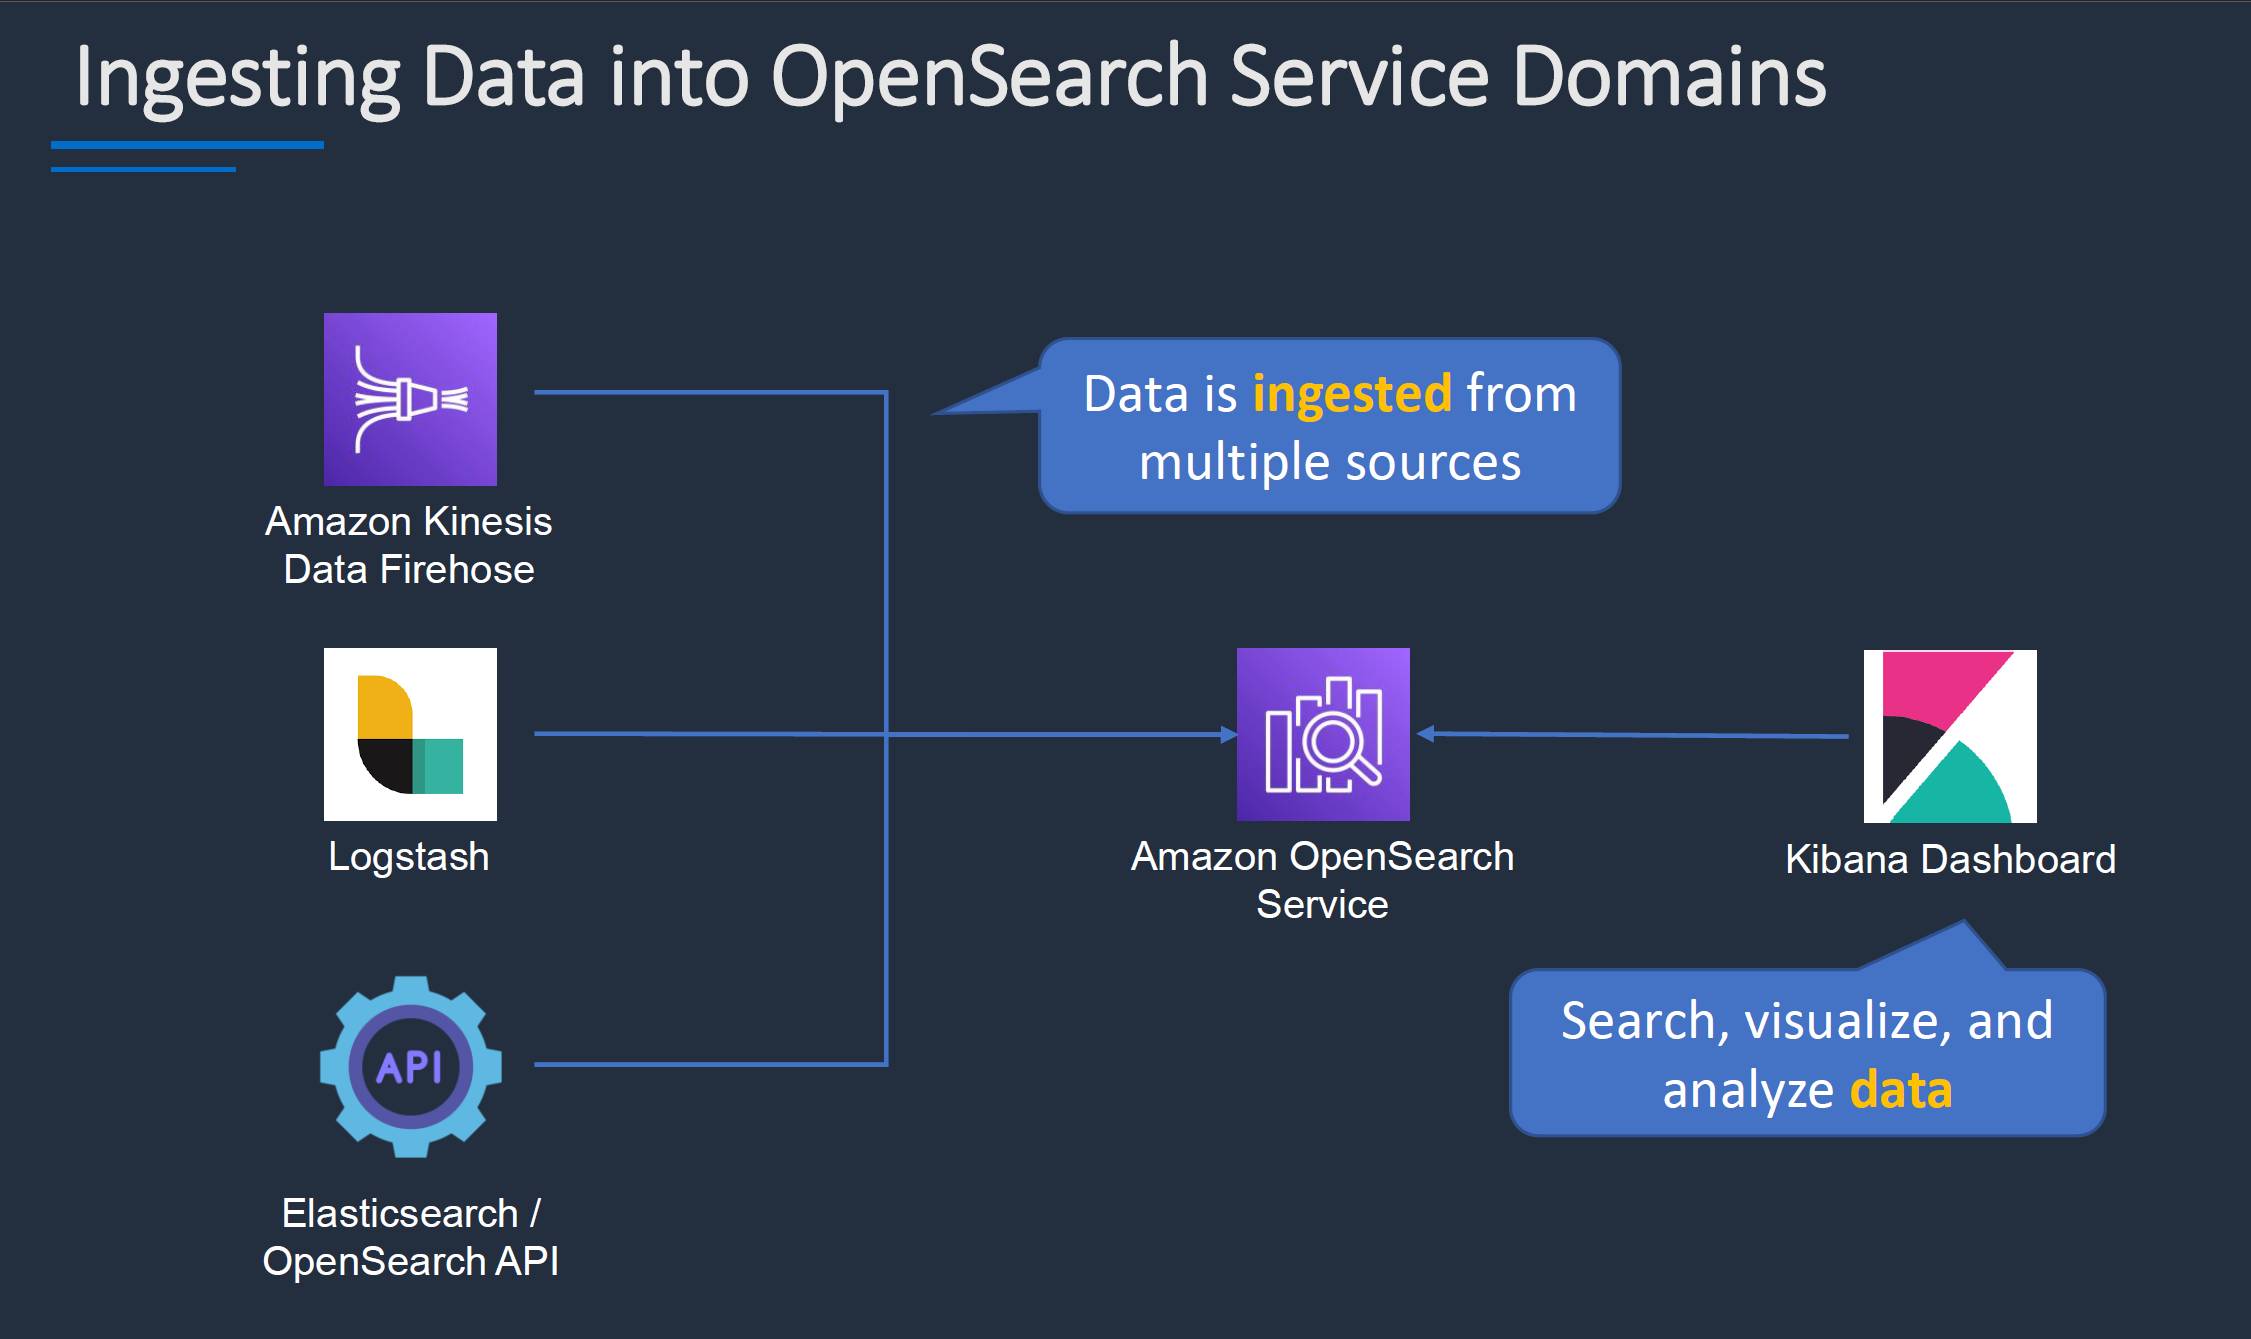 Ingesting Data into OpenSearch Service Domains
Data is ingested from
multiple sources
Amazon Kinesis
Data Firehose
Logstash
Amazon OpenSearch
Service
Kibana Dashboard
Search, visualize, and
analyze data
API
Elasticsearch /
OpenSearch API